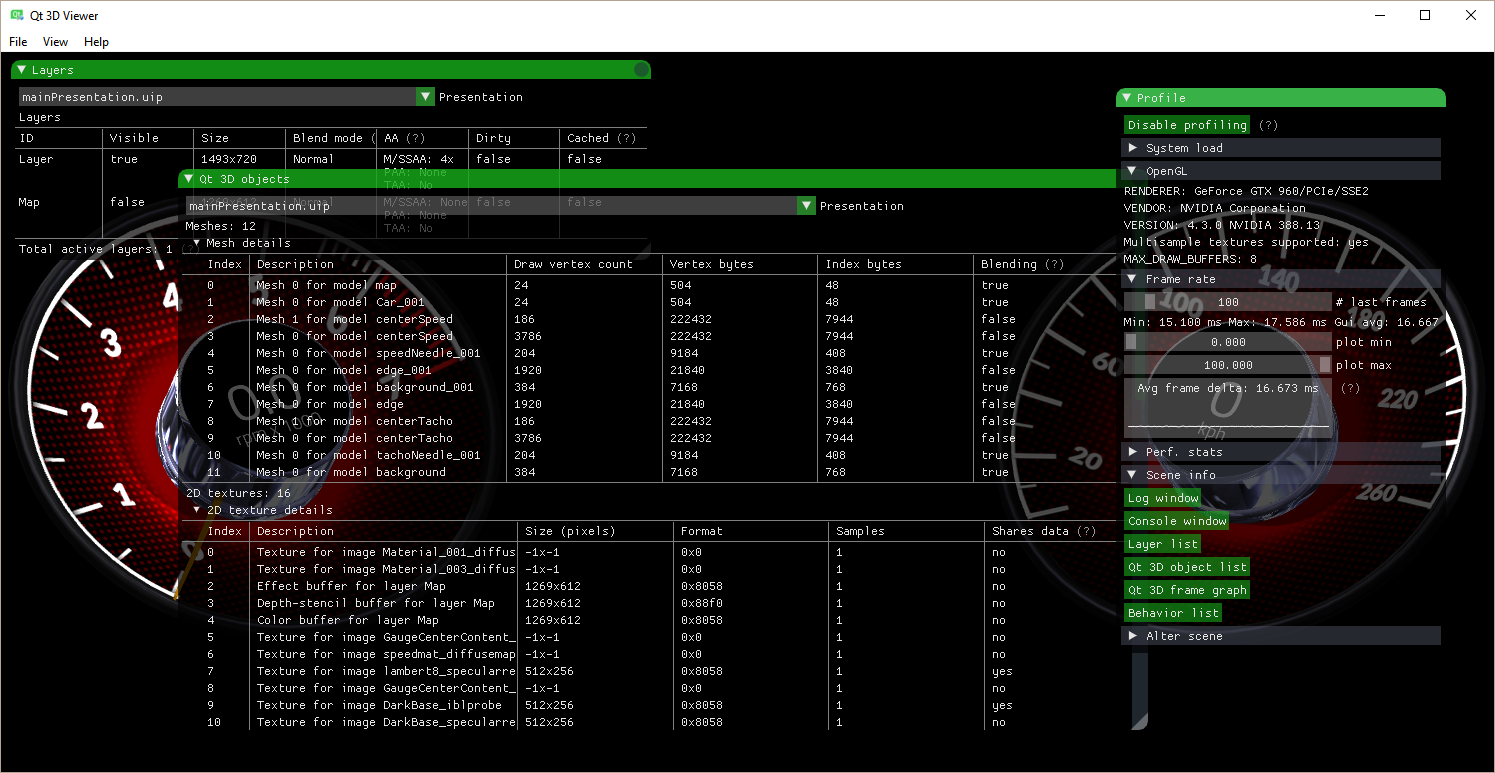 Qt 3D Viewer
File View Help
Layers
mainPresentation.uip Presentation
Layers
ID Visible Size Blend mode ( AA (?) Dirty Cached (?)
Layer true 1493x720 Normal M/SSAA: 4x false false
PAA: None
TAA: No
Map false 1269x612 Normal M/SSAA: None false false
PAA: None
TAA: No
Total active layers: 1 (?)
Qt 3D objects
mainPresentation.uip Presentation
Meshes: 12
Mesh details
Index Description Draw vertex count Vertex bytes Index bytes Blending (?)
0 Mesh 0 for model map 24 504 48 true
1 Mesh 0 for model Car_001 24 504 48 true
2 Mesh 1 for model centerSpeed 186 222432 7944 false
3 Mesh 0 for model centerSpeed 3786 222432 7944 false
4 Mesh 0 for model speedNeedle_001 204 9184 408 true
5 Mesh 0 for model edge_001 1920 21840 3840 false
6 Mesh 0 for model background_001 384 7168 768 true
7 Mesh 0 for model edge 1920 21840 3840 false
8 Mesh 1 for model centerTacho 186 222432 7944 false
9 Mesh 0 for model centerTacho 3786 222432 7944 false
10 Mesh 0 for model tachoNeedle_001 204 9184 408 true
11 Mesh 0 for model background 384 7168 768 true
2D textures: 16
2D texture details
Index Description Size (pixels) Format Samples Shares data (?)
0 Texture for image Material_001_diffus -1x-1 0x0 1 no
1 Texture for image Material_003_diffus -1x-1 0x0 1 no
2 Effect buffer for layer Map 1269x612 0x8058 1 no
3 Depth-stencil buffer for layer Map 1269x612 0x88f0 1 no
4 Color buffer for layer Map 1269x612 0x8058 1 no
5 Texture for image GaugeCenterContent_ -1x-1 0x0 1 no
6 Texture for image speedmat_diffusemap -1x-1 0x0 1 no
7 Texture for image lambert8_specularre 512x256 0x8058 1 yes
8 Texture for image GaugeCenterContent_ -1x-1 0x0 1 no
9 Texture for image DarkBase_iblprobe 512x256 0x8058 1 yes
10 Texture for image DarkBase_specularre 512x256 0x8058 1 no
Profile
Disable profiling (?)
System load
OpenGL
RENDERER: GeForce GTX 960/PCIe/SSE2
VENDOR: NVIDIA Corporation
VERSION: 4.3.0 NVIDIA 388.13
Multisample textures supported: yes
MAX_DRAW_BUFFERS: 8
Frame rate
100 # last frames
Min: 15.100 ms Max: 17.586 ms Gui avg: 16.667
0.000 plot min
100.000 plot max
Avg frame delta: 16.673 ms (?)
Perf. stats
Scene info
Log window
Console window
Layer list
Qt 3D object list
Qt 3D frame graph
Behavior list
Alter scene
1
2
3
4
5
6
7
0.0
rpm x 1000
20
60
100
140
180
220
260
0
kph